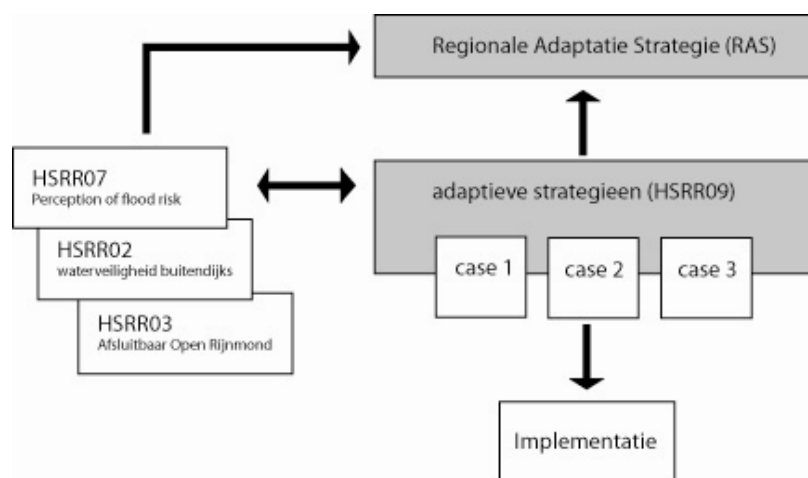 Regionale Adaptatie Strategie (RAS)
HSRR07
Perception of flood risk
HSRR02
waterveiligheid buitendijks
HSRR03
Afsluitbaar Open Rijnmond
adaptieve strategieen (HSRR09)
case 1
case 2
case 3
Implementatie